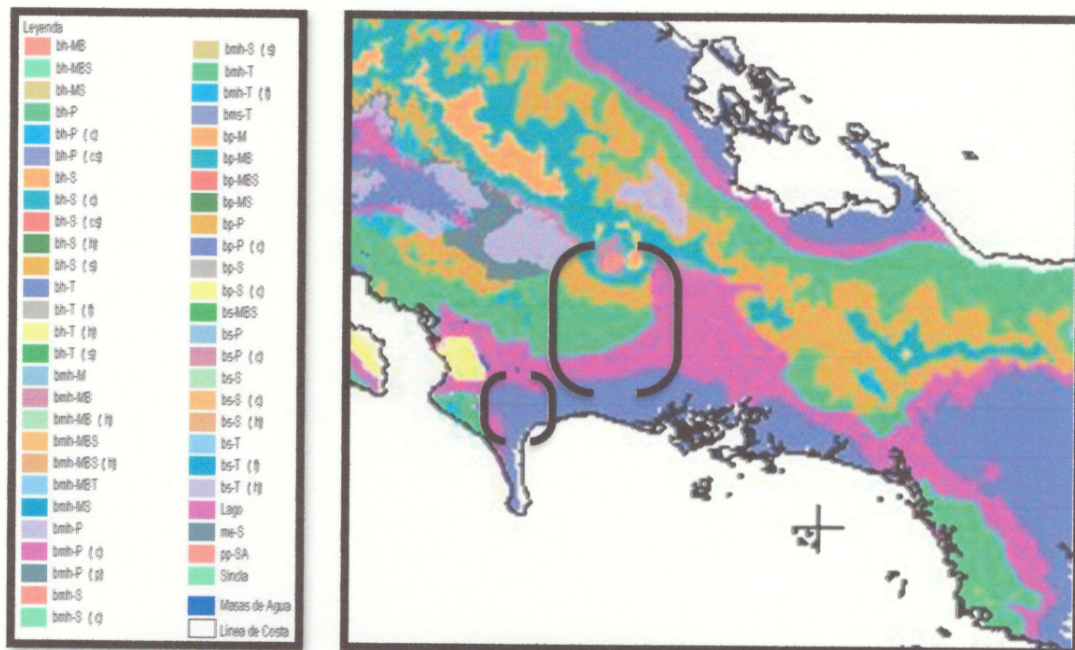 Leyenda
bh-MB
bh-MBS
bh-MS
bh-P
bh-P (c)
bh-P (cs)
bh-S
bh-S (c)
bh-S (cs)
bh-S (h)
bh-S (s)
bh-T
bh-T (f)
bh-T (h)
bh-T (s)
bmh-M
bmh-MB
bmh-MB (h)
bmh-MBS
bmh-MBS (h)
bmh-MBT
bmh-MS
bmh-P
bmh-P (c)
bmh-P (p)
bmh-S
bmh-S (c)
bmh-S (s)
bmh-T
bmh-T (f)
bms-T
bp-M
bp-MB
bp-MBS
bp-MS
bp-P
bp-P (c)
bp-S
bp-S (c)
bs-MBS
bs-P
bs-P (c)
bs-S
bs-S (c)
bs-S (h)
bs-T
bs-T (f)
bs-T (h)
Lago
me-S
pp-SA
Sinda
Masas de Agua
Línea de Costa